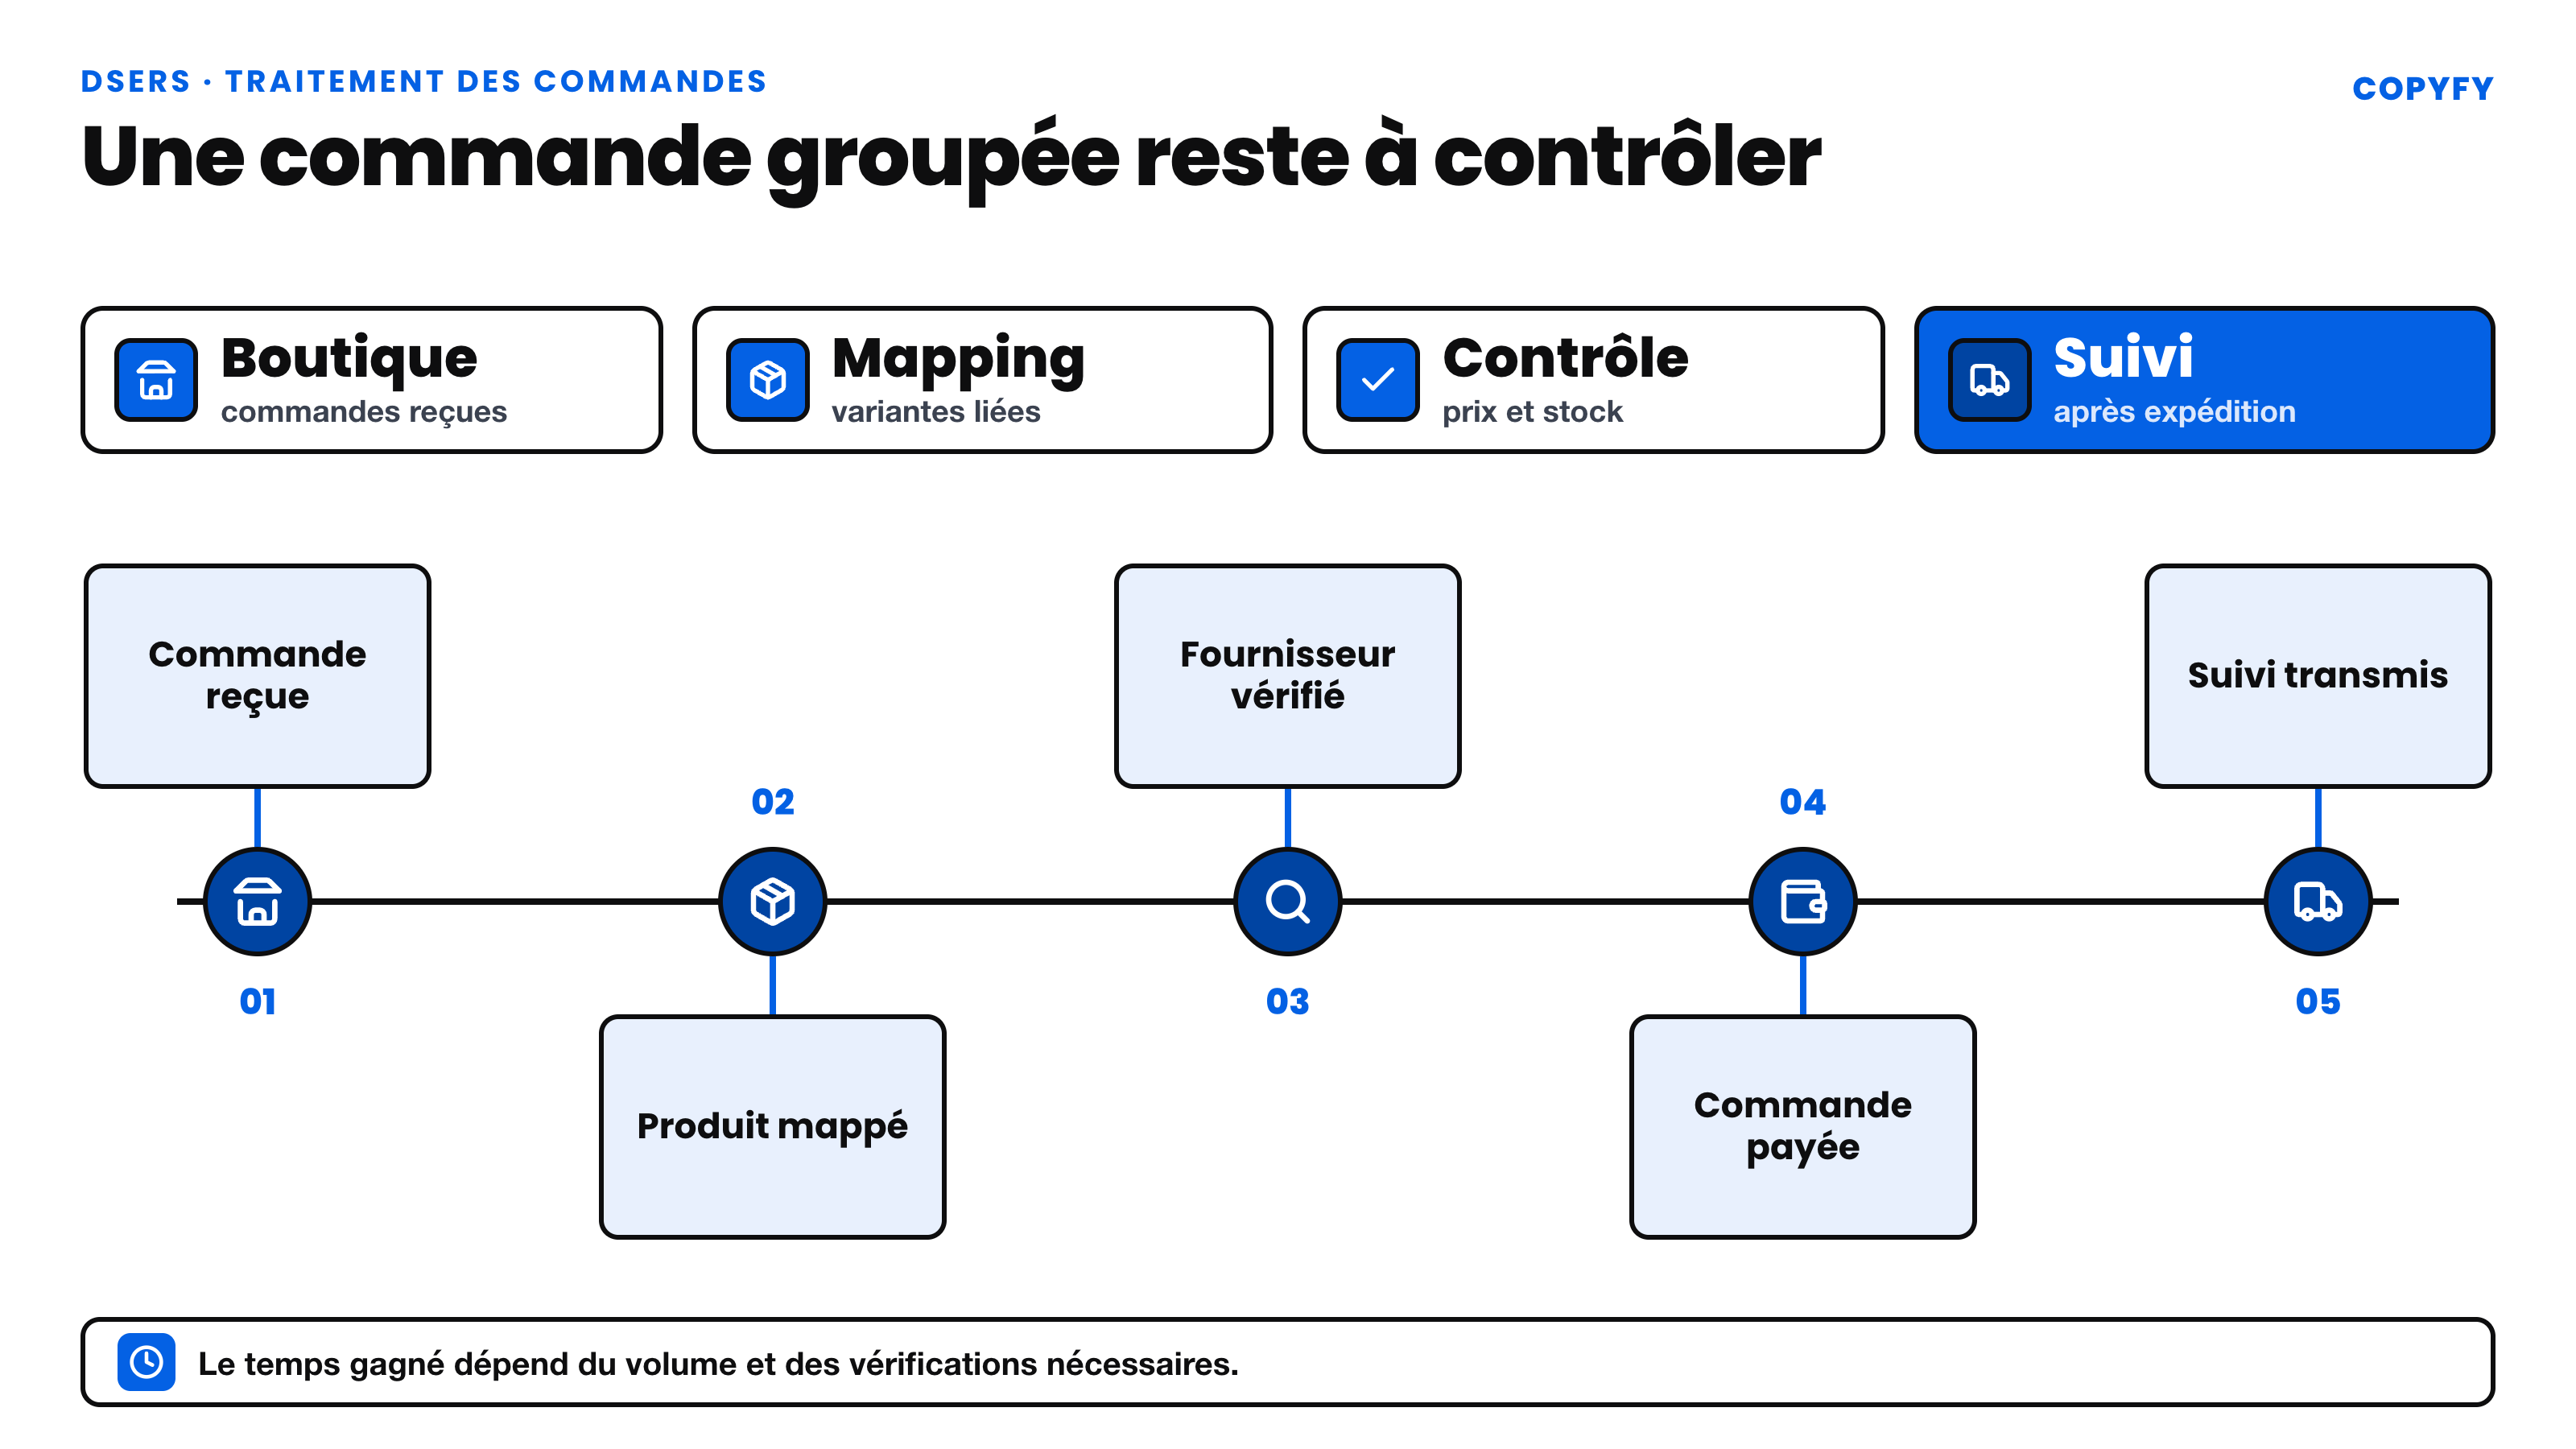 DSERS · TRAITEMENT DES COMMANDES
COPYFY
Une commande groupée reste à contrôler
Boutique
commandes reçues
Mapping
variantes liées
Contrôle
prix et stock
Suivi
après expédition
Commande
reçue
01
02
Produit mappé
Fournisseur
vérifié
03
04
Commande
payée
Suivi transmis
05
Le temps gagné dépend du volume et des vérifications nécessaires.